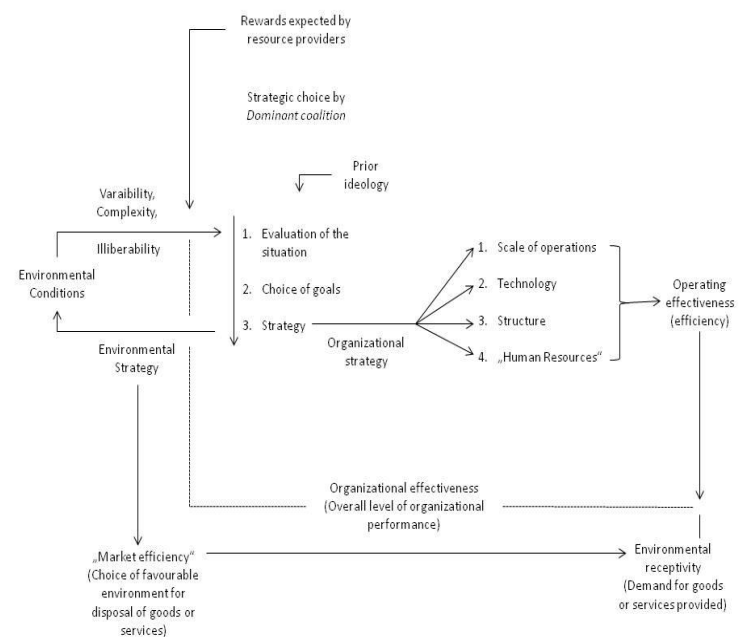 Rewards expected by
resource providers
Strategic choice by
Dominant coalition
Prior
ideology
Varaibility,
Complexity,
Illiberability
Environmental
Conditions
1. Evaluation of the
situation
2. Choice of goals
3. Strategy
Environmental
Strategy
Organizational
strategy
1. Scale of operations
2. Technology
3. Structure
4. „Human Resources“
Operating
effectiveness
(efficiency)
Organizational effectiveness
(Overall level of organizational
performance)
„Market efficiency“
(Choice of favourable
environment for
disposal of goods or
services)
Environmental
receptivity
(Demand for goods
or services provided)